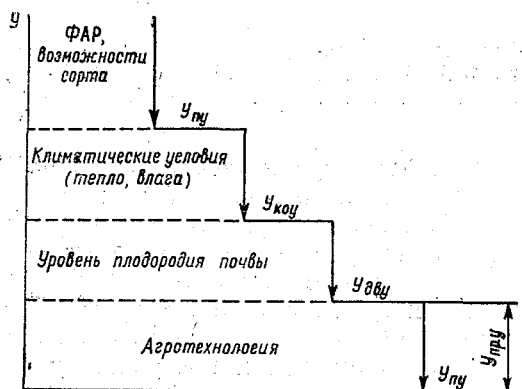 У
ФАР,
возможности
сорта
Упу
Климатические условия
(тепло, влага)
Укоу
Уровень плодородия почвы
Удву
Агротехнология
Упу
Упру